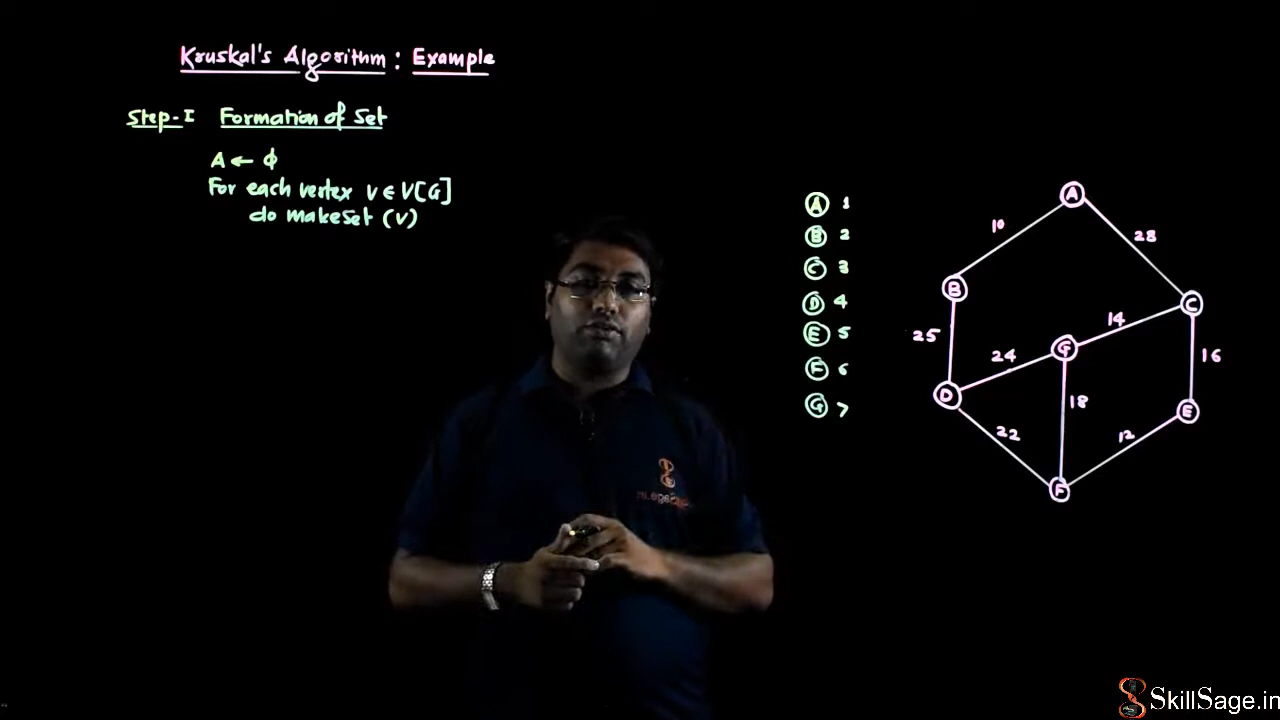 Kruskal's Algorithm : Example
Step-I Formation of Set
A ← ϕ
For each vertex v ∈ V[G]
do makeset (v)
A 1
B 2
C 3
D 4
E 5
F 6
G 7
A
10
28
B
C
14
25
G
16
24
D
18
E
22
12
F
SkillSage.in